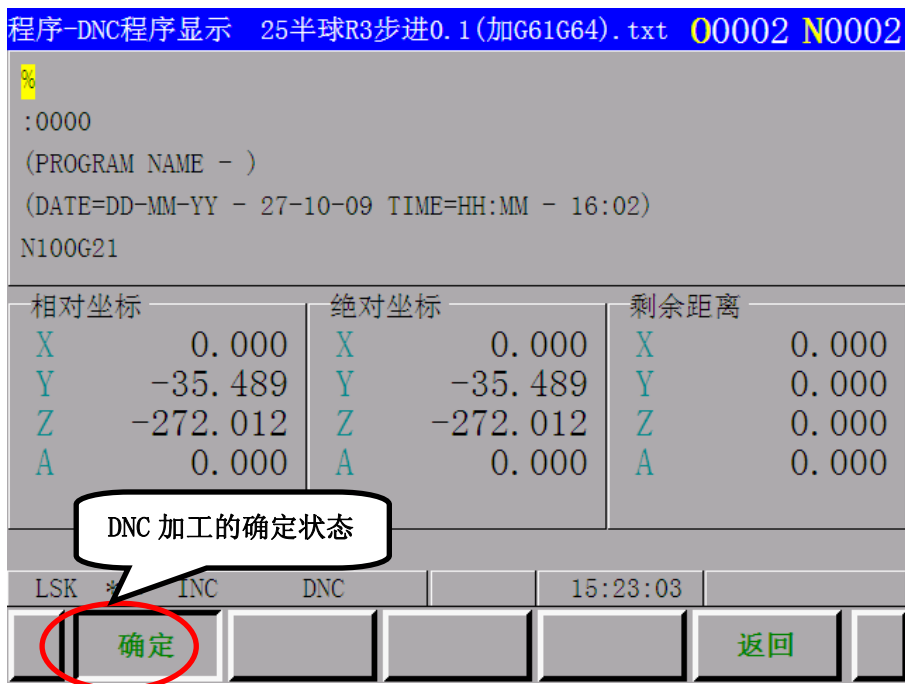 程序-DNC程序显示 25半球R3步进0.1(加G61G64).txt O0002 N0002
%
:0000
(PROGRAM NAME - )
(DATE=DD-MM-YY - 27-10-09 TIME=HH:MM - 16:02)
N100G21
相对坐标 绝对坐标 剩余距离
X 0.000 X 0.000 X 0.000
Y -35.489 Y -35.489 Y 0.000
Z -272.012 Z -272.012 Z 0.000
A 0.000 A 0.000 A 0.000
DNC 加工的确定状态
LSK * INC DNC 15:23:03
确定 返回